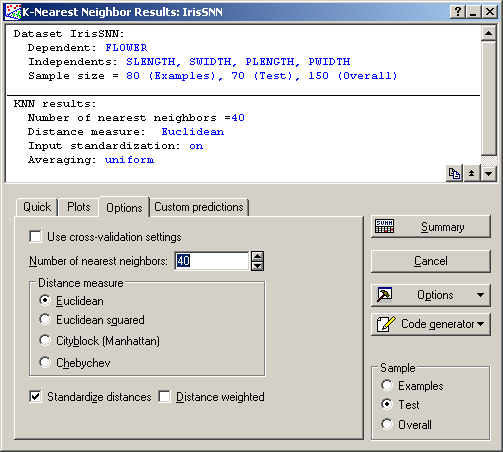 K-Nearest Neighbor Results: IrisSNN
Dataset IrisSNN:
Dependent: FLOWER
Independents: SLENGTH, SWIDTH, PLENGTH, PWIDTH
Sample size = 80 (Examples), 70 (Test), 150 (Overall)
KNN results:
Number of nearest neighbors =40
Distance measure: Euclidean
Input standardization: on
Averaging: uniform
Quick Plots Options Custom predictions
Use cross-validation settings
Number of nearest neighbors: 40
Distance measure
Euclidean
Euclidean squared
Cityblock (Manhattan)
Chebychev
Standardize distances Distance weighted
Summary
Cancel
Options
Code generator
Sample
Examples
Test
Overall